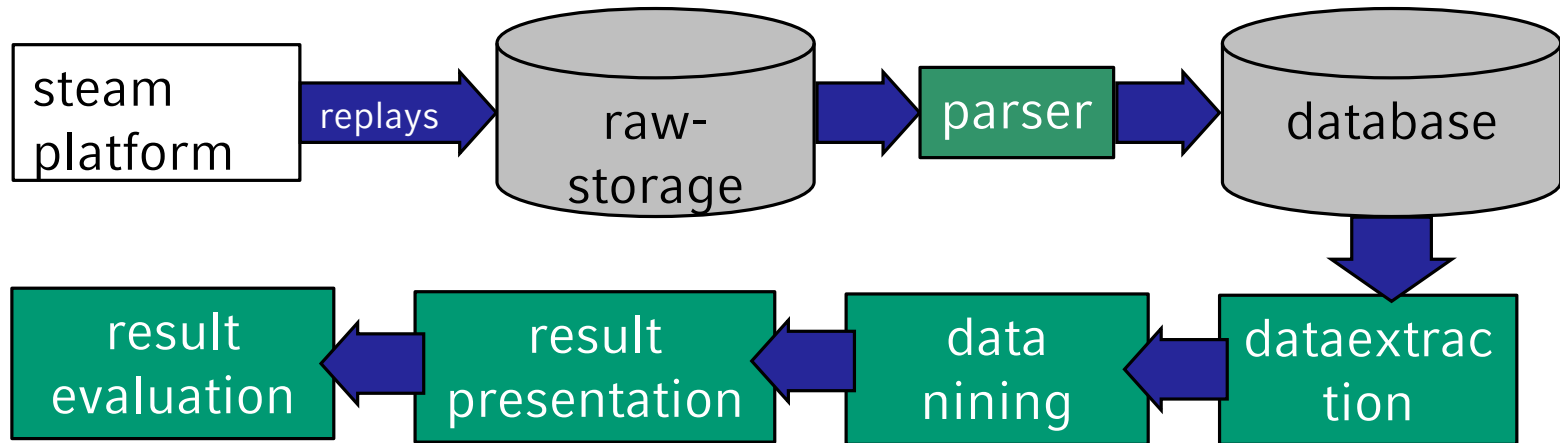 steam
platform
replays
raw-
storage
parser
database
dataextrac
tion
data
nining
result
presentation
result
evaluation